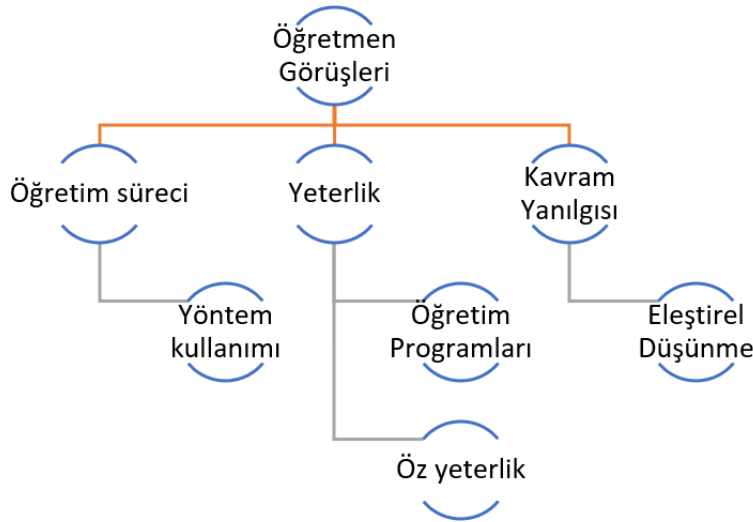 Öğretmen
Görüşleri
Öğretim süreci
Yeterlik
Kavram
Yanılgısı
Yöntem
kullanımı
Öğretim
Programları
Eleştirel
Düşünme
Öz yeterlik